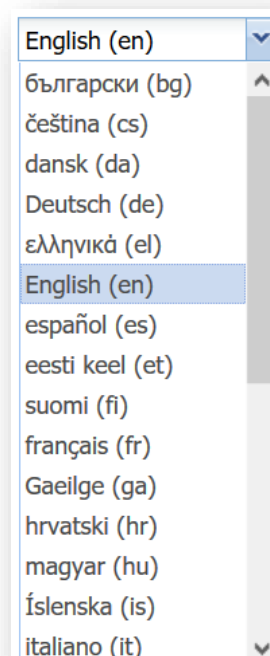 English (en)
български (bg)
čeština (cs)
dansk (da)
Deutsch (de)
ελληνικά (el)
English (en)
español (es)
eesti keel (et)
suomi (fi)
français (fr)
Gaeilge (ga)
hrvatski (hr)
magyar (hu)
Íslenska (is)
italiano (it)